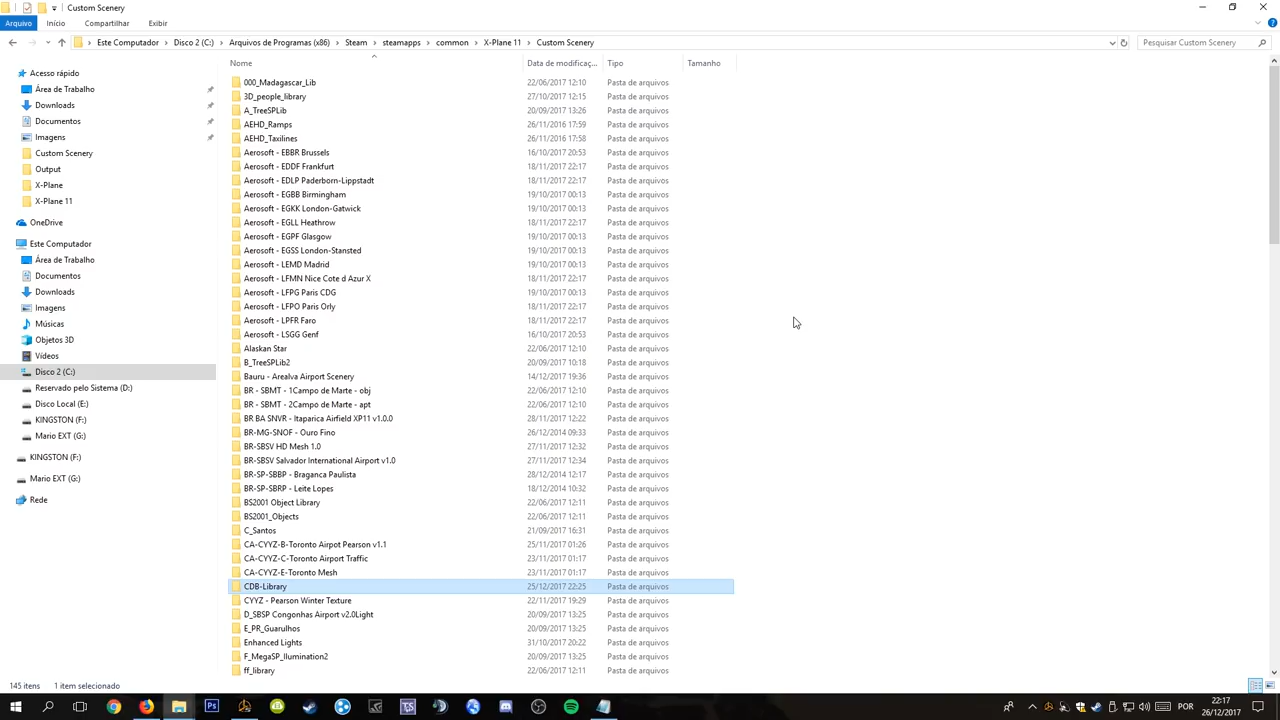 Custom Scenery
Arquivo Início Compartilhar Exibir
Este Computador Disco 2 (C:) Arquivos de Programas (x86) Steam steamapps common X-Plane 11 Custom Scenery
Pesquisar Custom Scenery
Acesso rápido
Área de Trabalho
Downloads
Documentos
Imagens
Custom Scenery
Output
X-Plane
X-Plane 11
OneDrive
Este Computador
Área de Trabalho
Documentos
Downloads
Imagens
Músicas
Objetos 3D
Vídeos
Disco 2 (C:)
Reservado pelo Sistema (D:)
Disco Local (E:)
KINGSTON (F:)
Mario EXT (G:)
KINGSTON (F:)
Mario EXT (G:)
Rede
Nome Data de modificaç... Tipo Tamanho
000_Madagascar_Lib 22/06/2017 12:10 Pasta de arquivos
3D_people_library 27/10/2017 12:15 Pasta de arquivos
A_TreeSPLib 20/09/2017 13:26 Pasta de arquivos
AEHD_Ramps 26/11/2016 17:59 Pasta de arquivos
AEHD_Taxilines 26/11/2016 17:58 Pasta de arquivos
Aerosoft - EBBR Brussels 16/10/2017 20:53 Pasta de arquivos
Aerosoft - EDDF Frankfurt 18/11/2017 22:17 Pasta de arquivos
Aerosoft - EDLP Paderborn-Lippstadt 18/11/2017 22:17 Pasta de arquivos
Aerosoft - EGBB Birmingham 19/10/2017 00:13 Pasta de arquivos
Aerosoft - EGKK London-Gatwick 19/10/2017 00:13 Pasta de arquivos
Aerosoft - EGLL Heathrow 18/11/2017 22:17 Pasta de arquivos
Aerosoft - EGPF Glasgow 19/10/2017 00:13 Pasta de arquivos
Aerosoft - EGSS London-Stansted 19/10/2017 00:13 Pasta de arquivos
Aerosoft - LEMD Madrid 19/10/2017 00:13 Pasta de arquivos
Aerosoft - LFMN Nice Cote d Azur X 18/11/2017 22:17 Pasta de arquivos
Aerosoft - LFPG Paris CDG 19/10/2017 00:13 Pasta de arquivos
Aerosoft - LFPO Paris Orly 18/11/2017 22:17 Pasta de arquivos
Aerosoft - LPFR Faro 18/11/2017 22:17 Pasta de arquivos
Aerosoft - LSGG Genf 16/10/2017 20:53 Pasta de arquivos
Alaskan Star 22/06/2017 12:10 Pasta de arquivos
B_TreeSPLib2 20/09/2017 10:18 Pasta de arquivos
Bauru - Arealva Airport Scenery 14/12/2017 19:36 Pasta de arquivos
BR - SBMT - 1Campo de Marte - obj 22/06/2017 12:10 Pasta de arquivos
BR - SBMT - 2Campo de Marte - apt 22/06/2017 12:10 Pasta de arquivos
BR BA SNVR - Itaparica Airfield XP11 v1.0.0 28/11/2017 12:22 Pasta de arquivos
BR-MG-SNOF - Ouro Fino 26/12/2014 09:33 Pasta de arquivos
BR-SBSV HD Mesh 1.0 27/11/2017 12:32 Pasta de arquivos
BR-SBSV Salvador International Airport v1.0 27/11/2017 12:34 Pasta de arquivos
BR-SP-SBBP - Braganca Paulista 28/12/2014 12:17 Pasta de arquivos
BR-SP-SBRP - Leite Lopes 18/12/2014 10:32 Pasta de arquivos
BS2001 Object Library 22/06/2017 12:11 Pasta de arquivos
BS2001_Objects 22/06/2017 12:11 Pasta de arquivos
C_Santos 21/09/2017 16:31 Pasta de arquivos
CA-CYYZ-B-Toronto Airpot Pearson v1.1 25/11/2017 01:26 Pasta de arquivos
CA-CYYZ-C-Toronto Airport Traffic 23/11/2017 01:17 Pasta de arquivos
CA-CYYZ-E-Toronto Mesh 23/11/2017 01:17 Pasta de arquivos
CDB-Library 25/12/2017 22:25 Pasta de arquivos
CYYZ - Pearson Winter Texture 22/11/2017 19:29 Pasta de arquivos
D_SBSP Congonhas Airport v2.0Light 20/09/2017 13:25 Pasta de arquivos
E_PR_Guarulhos 20/09/2017 13:25 Pasta de arquivos
Enhanced Lights 31/10/2017 20:22 Pasta de arquivos
F_MegaSP_Ilumination2 20/09/2017 13:25 Pasta de arquivos
ff_library 22/06/2017 12:11 Pasta de arquivos
145 itens 1 item selecionado
POR
22:17
26/12/2017